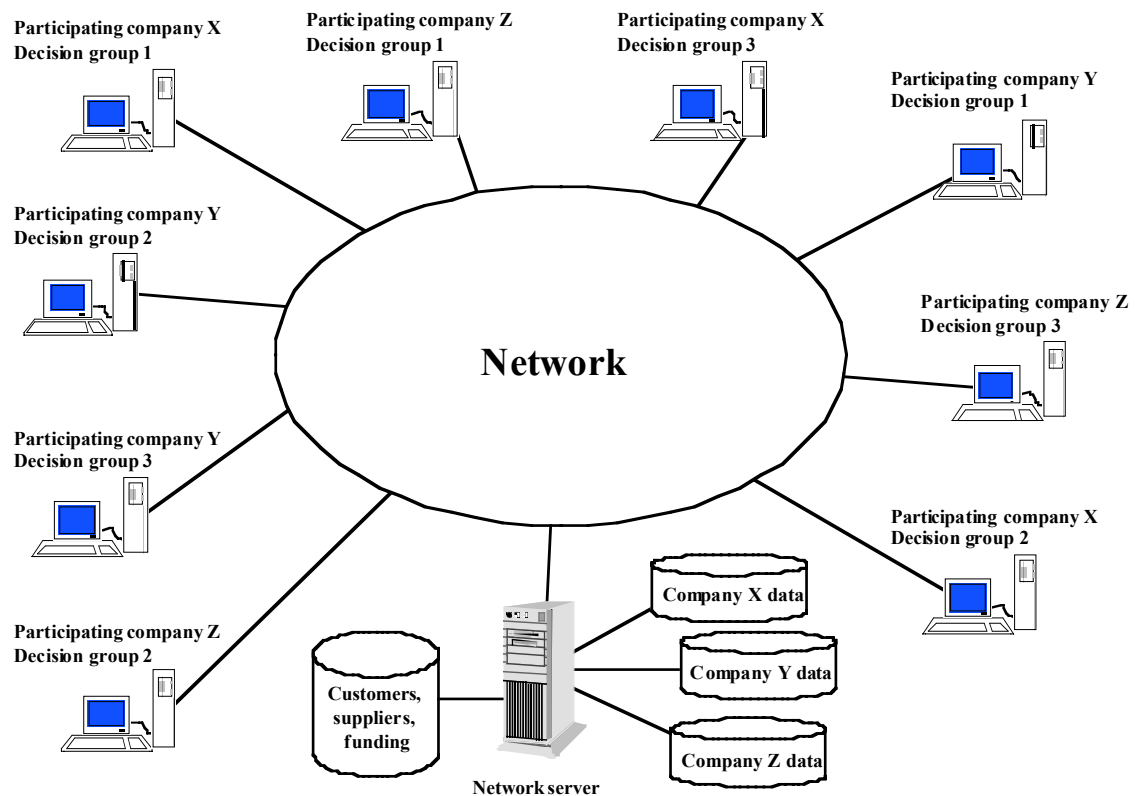 Participating company X
Decision group 1
Participating company Z
Decision group 1
Participating company X
Decision group 3
Participating company Y
Decision group 1
Participating company Y
Decision group 2
Participating company Z
Decision group 3
Network
Participating company Y
Decision group 3
Participating company X
Decision group 2
Participating company Z
Decision group 2
Company X data
Company Y data
Company Z data
Customers,
suppliers,
funding
Network server